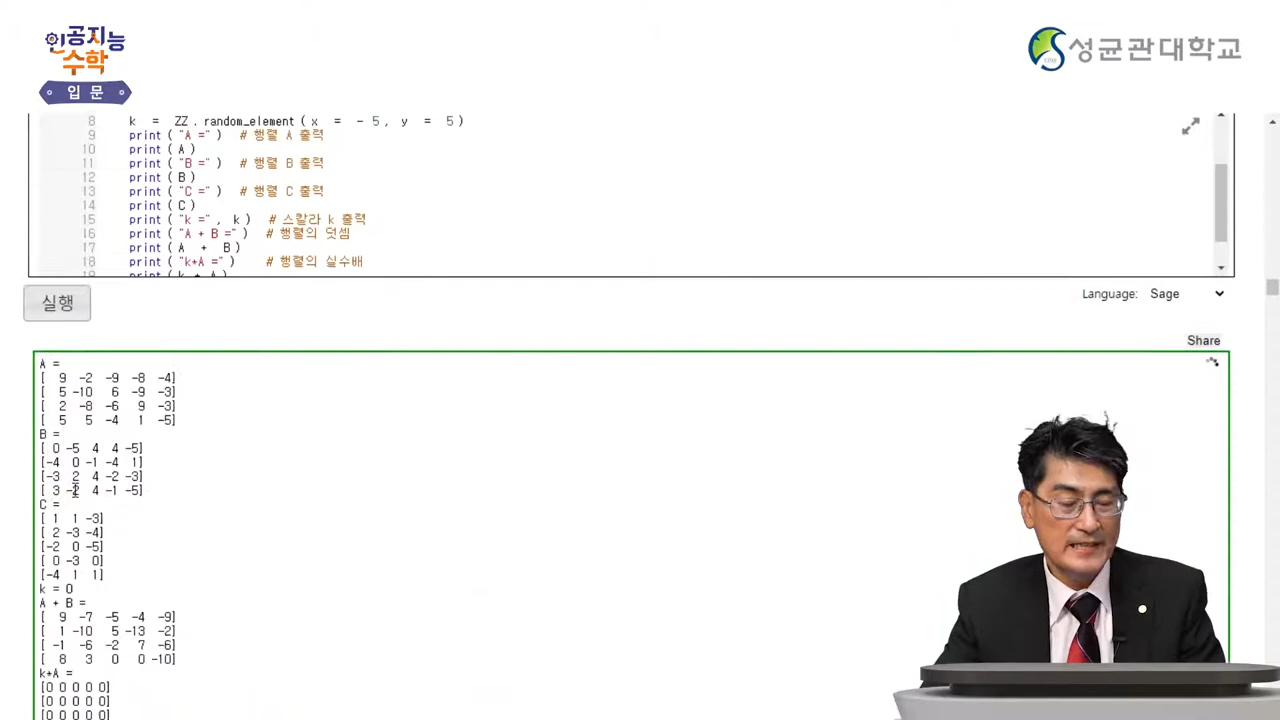 인공지능
수학
입문
성균관대학교
8 k = ZZ.random_element(x = -5, y = 5)
9 print("A =") # 행렬 A 출력
10 print(A)
11 print("B =") # 행렬 B 출력
12 print(B)
13 print("C =") # 행렬 C 출력
14 print(C)
15 print("k =", k) # 스칼라 k 출력
16 print("A + B =") # 행렬의 덧셈
17 print(A + B)
18 print("k*A =") # 행렬의 실수배
19 print(k * A)
실행
Language: Sage
Share
A =
[ 9 -2 -9 -8 -4]
[ 5 -10 6 -9 -3]
[ 2 -8 -6 9 -3]
[ 5 5 -4 1 -5]
B =
[ 0 -5 4 4 -5]
[-4 0 -1 -4 1]
[-3 2 4 -2 -3]
[ 3 -2 4 -1 -5]
C =
[ 1 1 -3]
[ 2 -3 -4]
[-2 0 -5]
[ 0 -3 0]
[-4 1 1]
k = 0
A + B =
[ 9 -7 -5 -4 -9]
[ 1 -10 5 -13 -2]
[ -1 -6 -2 7 -6]
[ 8 3 0 0 -10]
k*A =
[0 0 0 0 0]
[0 0 0 0 0]
[0 0 0 0 0]